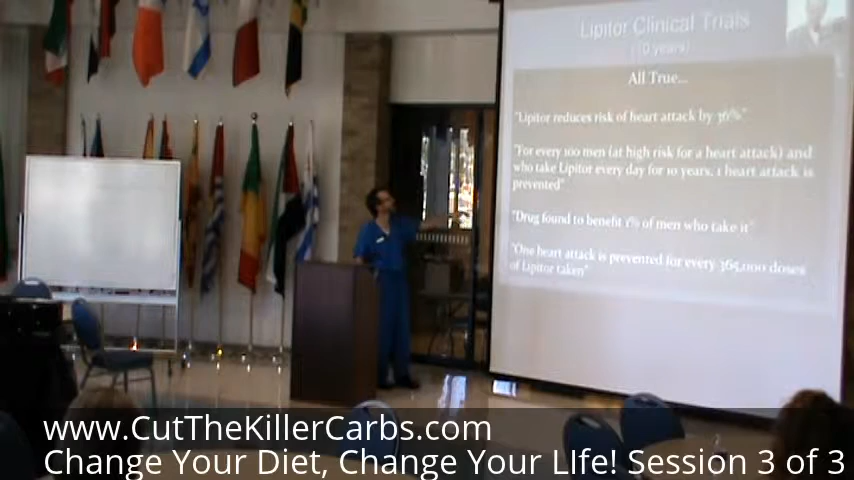 Lipitor Clinical Trials
(10 years)
All True...
"Lipitor reduces risk of heart attack by 36%"
"For every 100 men (at high risk for a heart attack) and
who take Lipitor every day for 10 years, 1 heart attack is
prevented"
"Drug found to benefit 1% of men who take it"
"One heart attack is prevented for every 365,000 doses
of Lipitor taken"
www.CutTheKillerCarbs.com
Change Your Diet, Change Your LIfe! Session 3 of 3